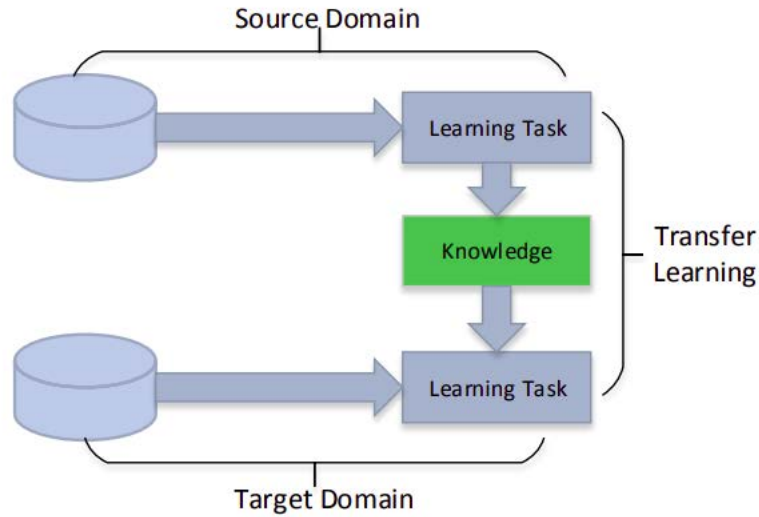 Source Domain
Learning Task
Knowledge
Transfer
Learning
Learning Task
Target Domain